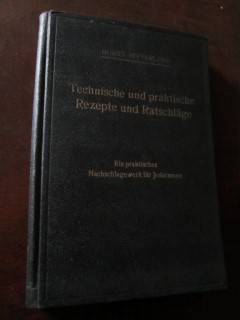 Technische und praktische
Rezepte und Ratschläge
Ein praktisches
Nachschlagewerk für Jedermann